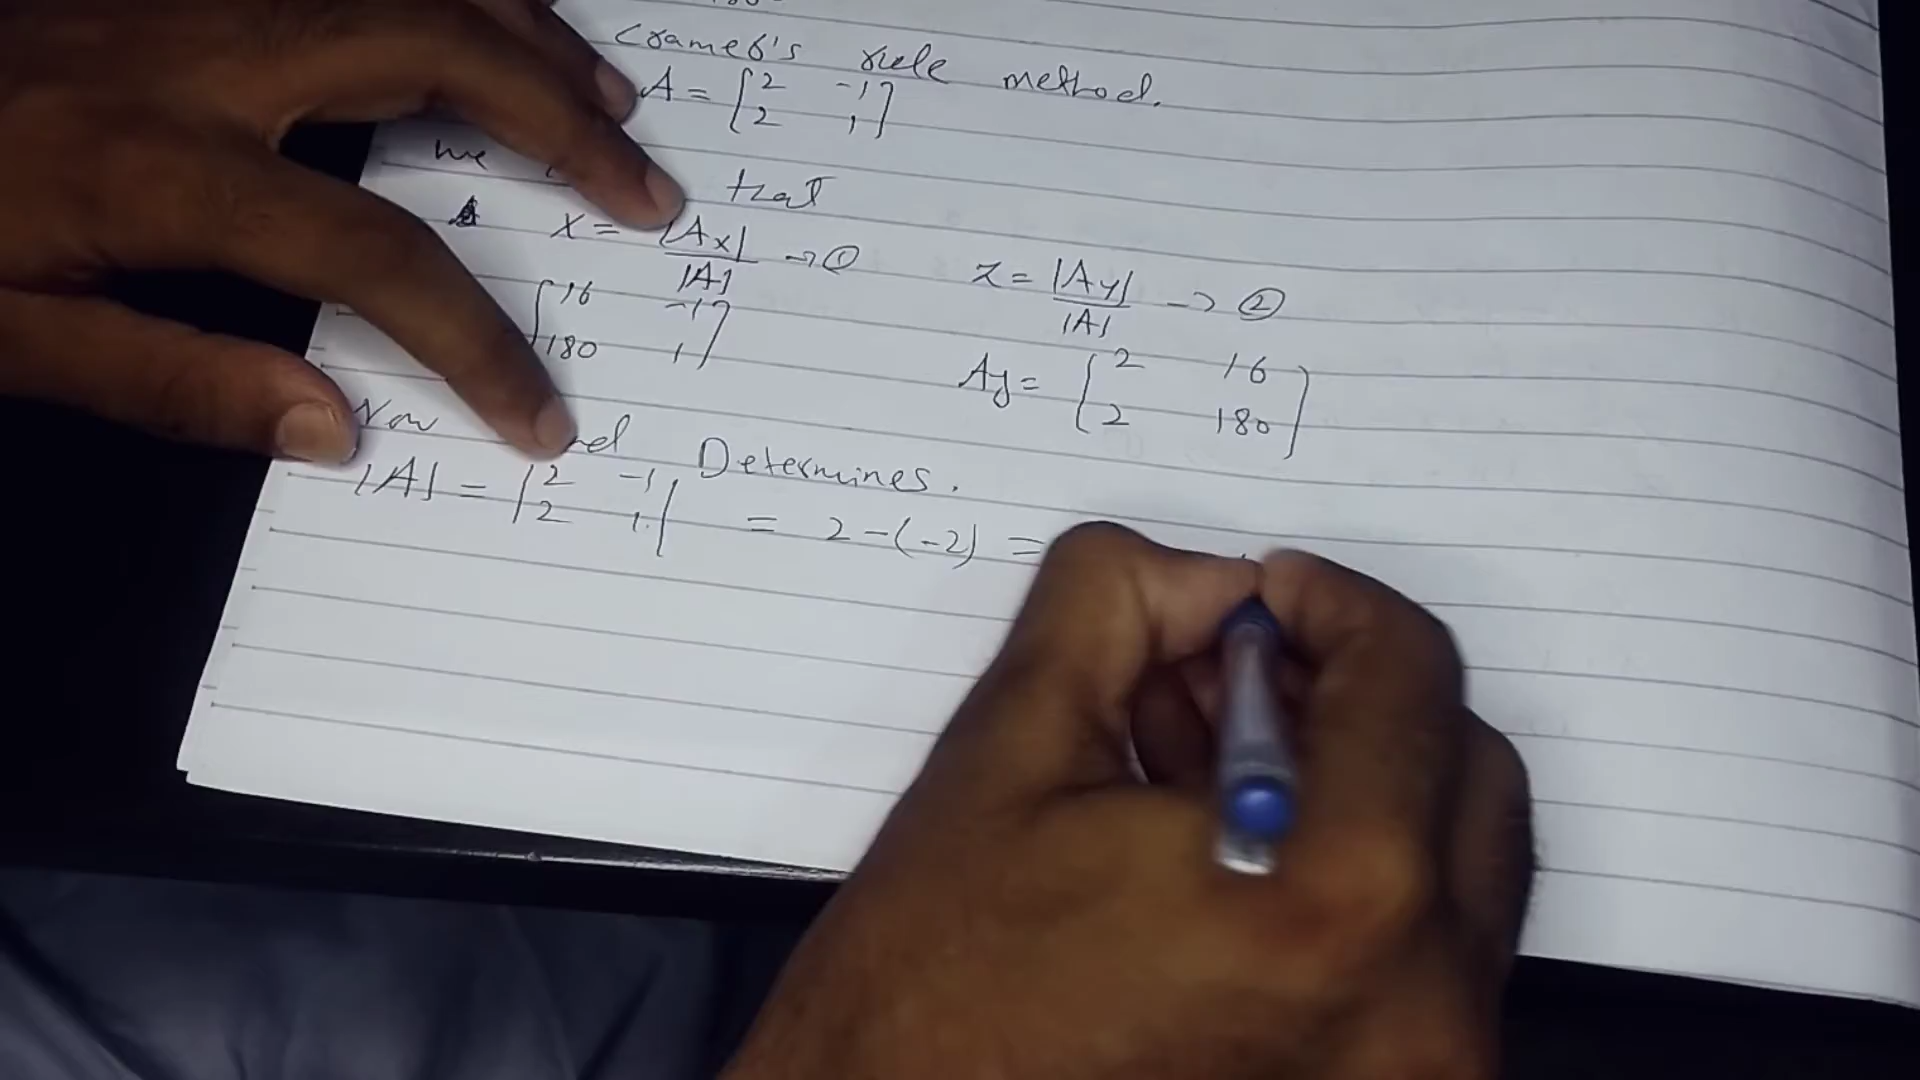 Cramer's rule method.
A = [2 -1
2 1]
we that
X = |Ax| / |A| → ① z = |Ay| / |A| → ②
[16 -1
180 1]
Ay = [2 16
2 180]
Now Determines.
|A| = |2 -1
2 1| = 2-(-2) =